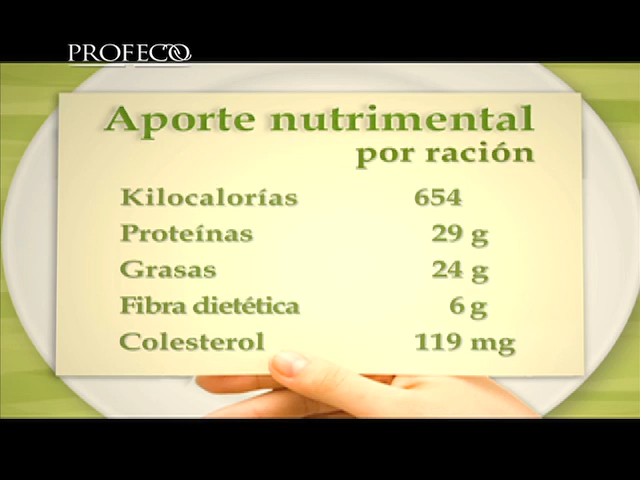 PROFECO
Aporte nutrimental
por ración
Kilocalorías 654
Proteínas 29 g
Grasas 24 g
Fibra dietética 6 g
Colesterol 119 mg